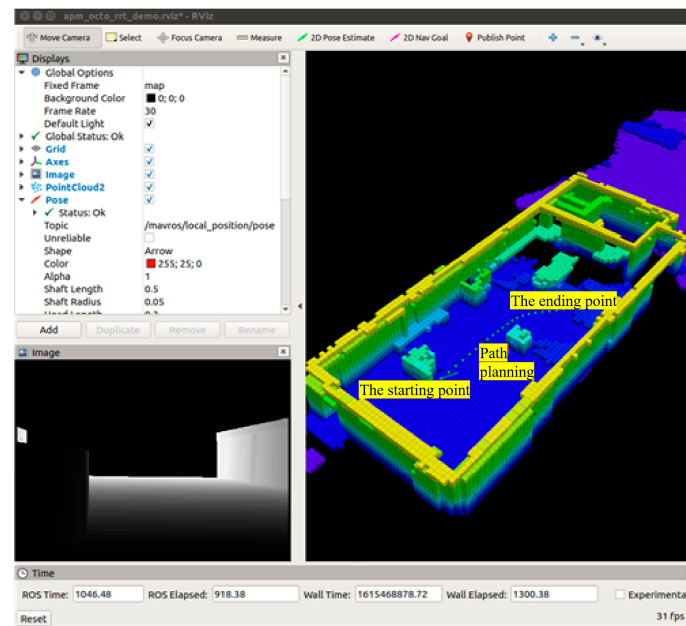 apm_octo_rrt_demo.rviz* - RViz
Move Camera Select Focus Camera Measure 2D Pose Estimate 2D Nav Goal Publish Point
Displays
Global Options
Fixed Frame map
Background Color 0; 0; 0
Frame Rate 30
Default Light
Global Status: Ok
Grid
Axes
Image
PointCloud2
Pose
Status: Ok
Topic /mavros/local_position/pose
Unreliable
Shape Arrow
Color 255; 25; 0
Alpha 1
Shaft Length 0.5
Shaft Radius 0.05
Add Duplicate Remove Rename
Image
The ending point
Path
planning
The starting point
Time
ROS Time: 1046.48 ROS Elapsed: 918.38 Wall Time: 1615468878.72 Wall Elapsed: 1300.38 Experimenta
Reset 31 fps